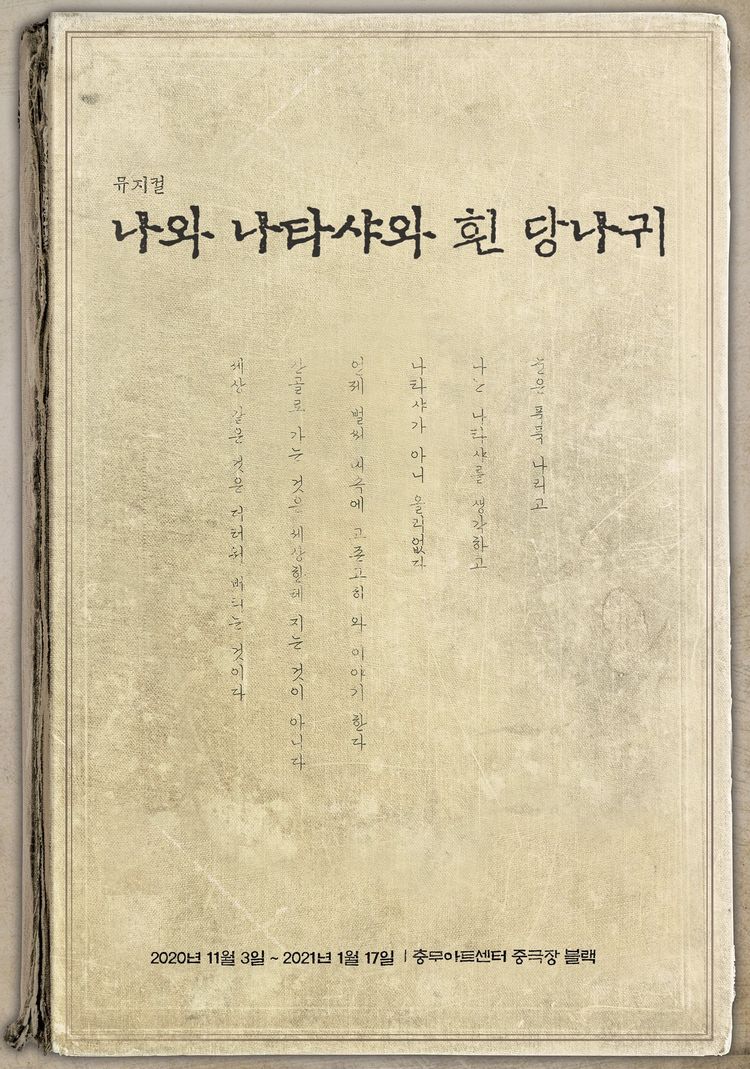 뮤지컬
나와 나타샤와 흰 당나귀
눈은 푹푹 나리고
나는 나타샤를 생각하고
나타샤가 아니 올리없다
언제 벌써 내속에 고조곤히 와 이야기 한다
산골로 가는 것은 세상한테 지는 것이 아니다
세상 같은 것은 더러워 버리는 것이다
2020년 11월 3일 ~ 2021년 1월 17일 | 충무아트센터 중극장 블랙